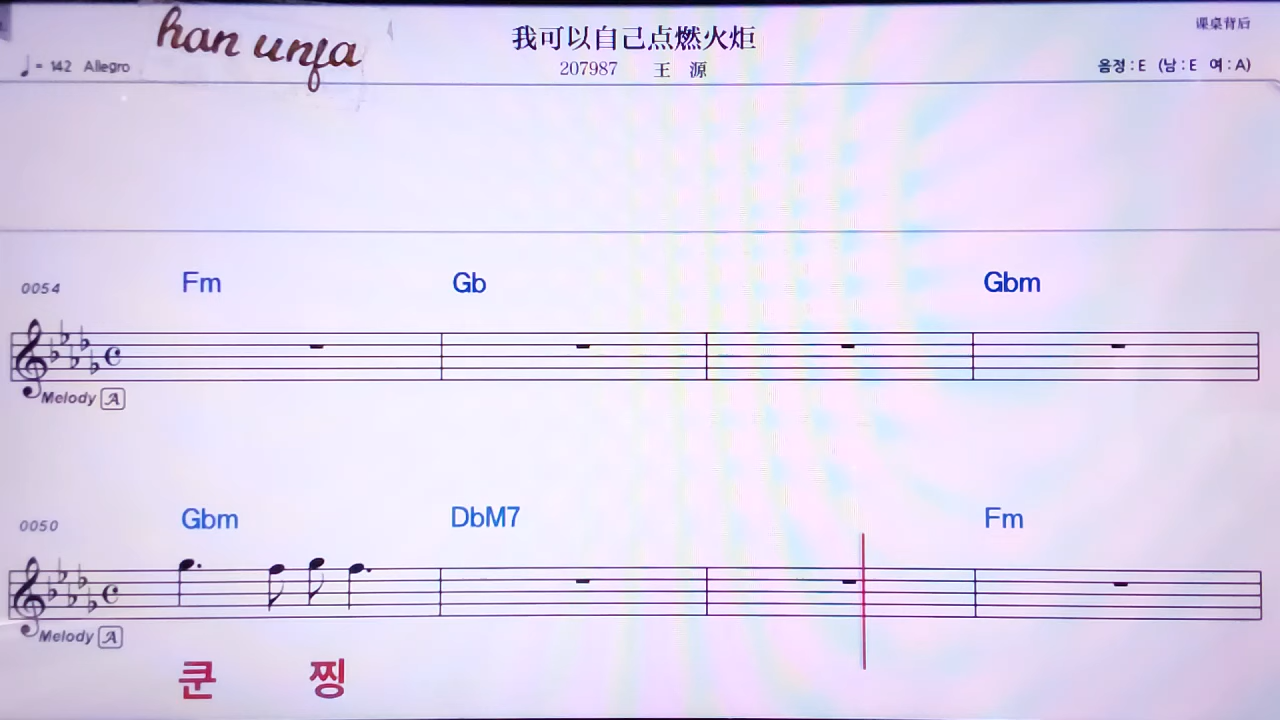 han unfa
我可以自己点燃火炬
课桌背后
= 142 Allegro
207987 王 源
음정 : E (남 : E 여 : A)
0054 Fm Gb Gbm
Melody A
0050 Gbm DbM7 Fm
Melody A
쿤 찡